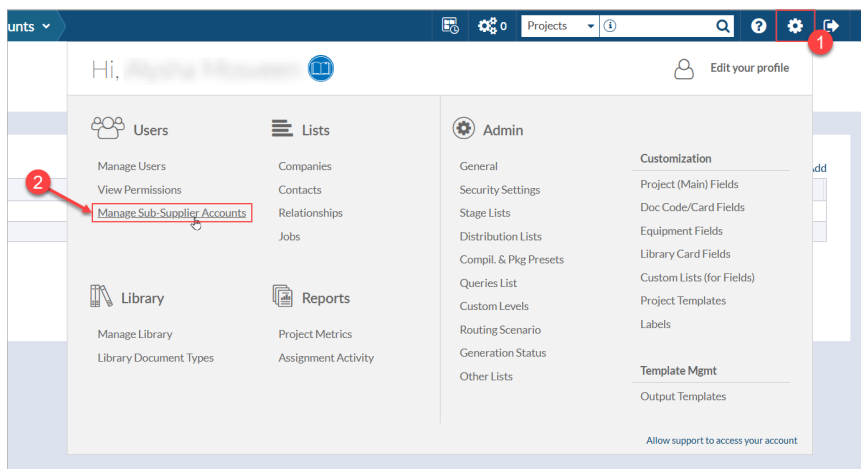 unts
0
Projects
1
Hi,
Edit your profile
Users
Manage Users
View Permissions
2
Manage Sub-Supplier Accounts
Lists
Companies
Contacts
Relationships
Jobs
Library
Manage Library
Library Document Types
Reports
Project Metrics
Assignment Activity
Admin
General
Security Settings
Stage Lists
Distribution Lists
Compil. & Pkg Presets
Queries List
Custom Levels
Routing Scenario
Generation Status
Other Lists
Customization
Project (Main) Fields
Doc Code/Card Fields
Equipment Fields
Library Card Fields
Custom Lists (for Fields)
Project Templates
Labels
Template Mgmt
Output Templates
Allow support to access your account
dd